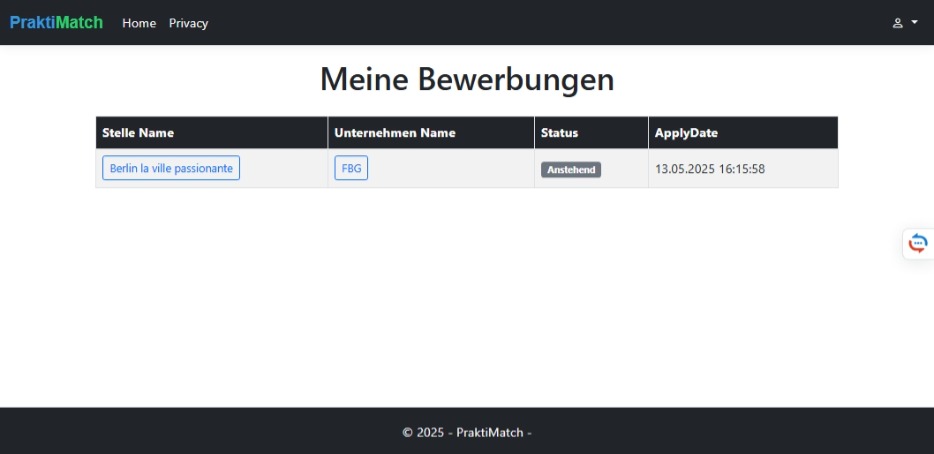 PraktiMatch Home Privacy
Meine Bewerbungen
Stelle Name Unternehmen Name Status ApplyDate
Berlin la ville passionante FBG Anstehend 13.05.2025 16:15:58
© 2025 - PraktiMatch -